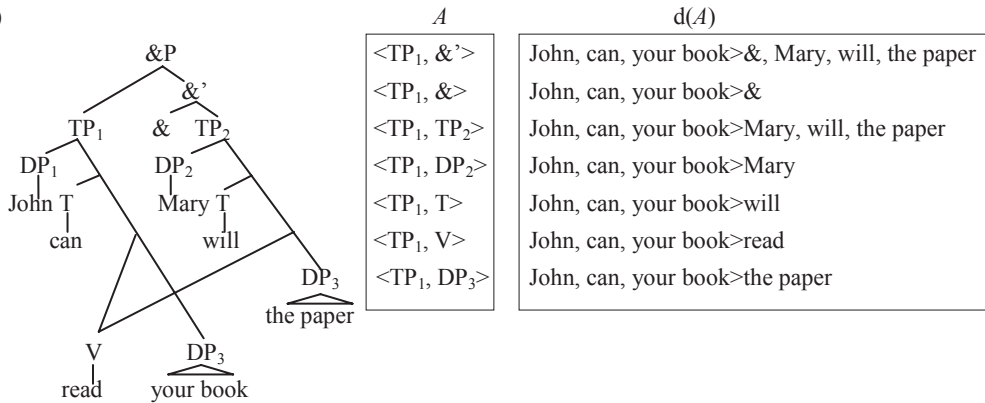 )
A d(A)
&P <TP₁, &’> John, can, your book>&, Mary, will, the paper
&’ <TP₁, &> John, can, your book>&
TP₁ & TP₂ <TP₁, TP₂> John, can, your book>Mary, will, the paper
DP₁ DP₂ <TP₁, DP₂> John, can, your book>Mary
John T Mary T <TP₁, T> John, can, your book>will
can will <TP₁, V> John, can, your book>read
DP₃ <TP₁, DP₃> John, can, your book>the paper
the paper
V DP₃
read your book